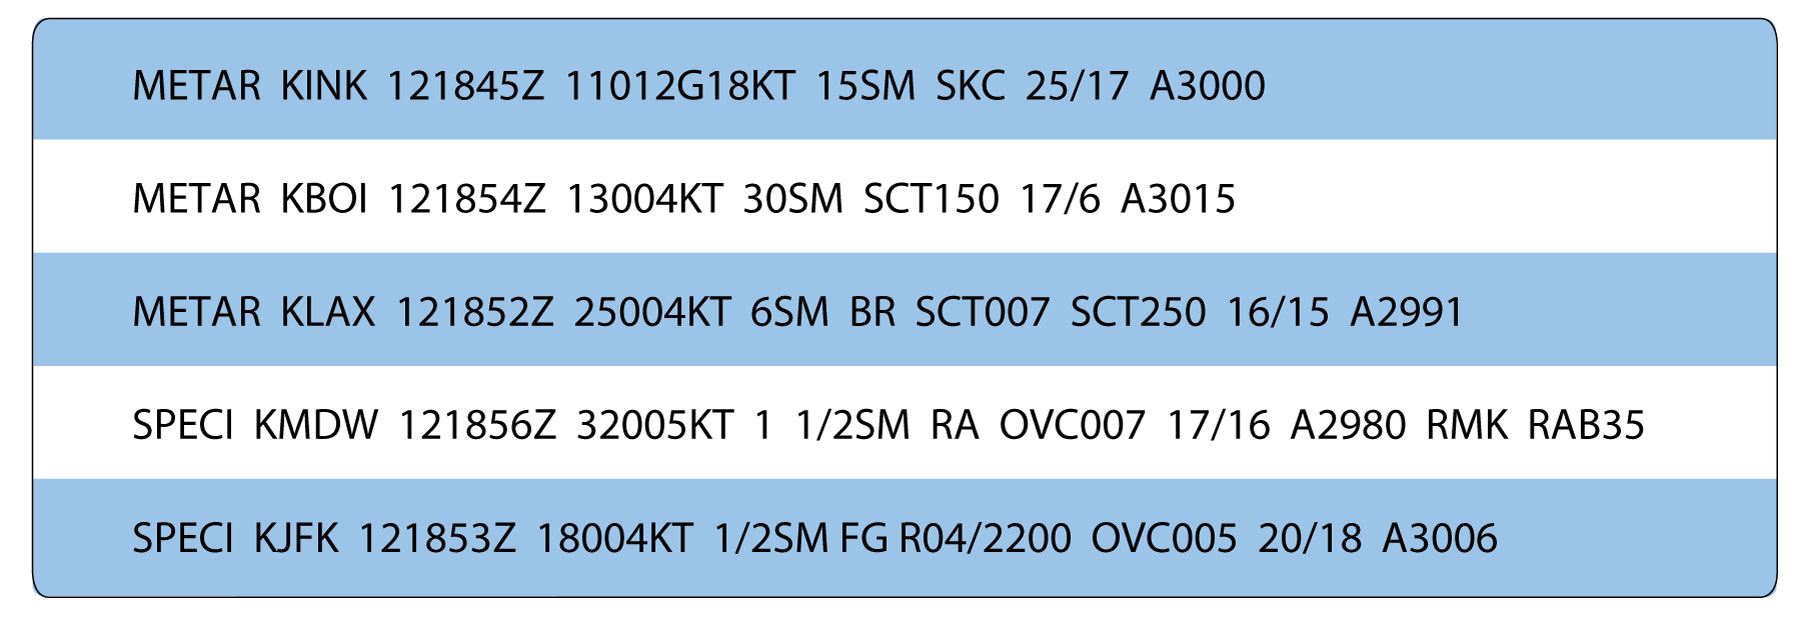 METAR KINK 121845Z 11012G18KT 15SM SKC 25/17 A3000
METAR KBOI 121854Z 13004KT 30SM SCT150 17/6 A3015
METAR KLAX 121852Z 25004KT 6SM BR SCT007 SCT250 16/15 A2991
SPECI KMDW 121856Z 32005KT 1 1/2SM RA OVC007 17/16 A2980 RMK RAB35
SPECI KJFK 121853Z 18004KT 1/2SM FG R04/2200 OVC005 20/18 A3006